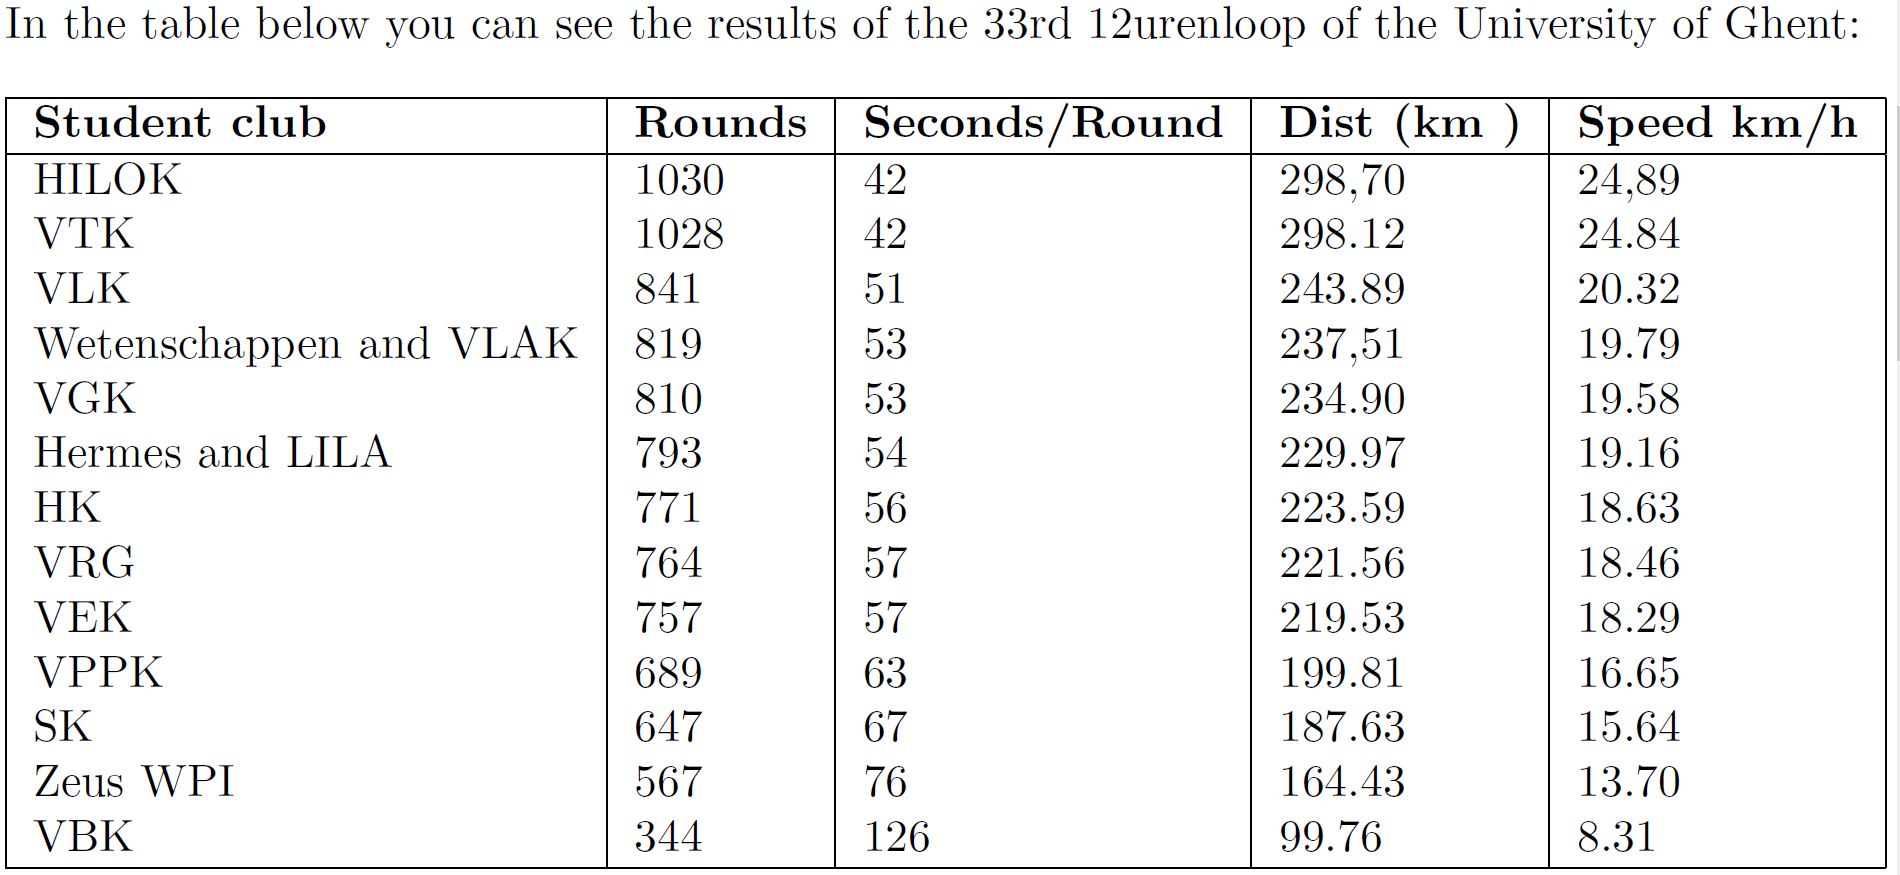 In the table below you can see the results of the 33rd 12urenloop of the University of Ghent:
Student club Rounds Seconds/Round Dist (km ) Speed km/h
HILOK 1030 42 298,70 24,89
VTK 1028 42 298.12 24.84
VLK 841 51 243.89 20.32
Wetenschappen and VLAK 819 53 237,51 19.79
VGK 810 53 234.90 19.58
Hermes and LILA 793 54 229.97 19.16
HK 771 56 223.59 18.63
VRG 764 57 221.56 18.46
VEK 757 57 219.53 18.29
VPPK 689 63 199.81 16.65
SK 647 67 187.63 15.64
Zeus WPI 567 76 164.43 13.70
VBK 344 126 99.76 8.31